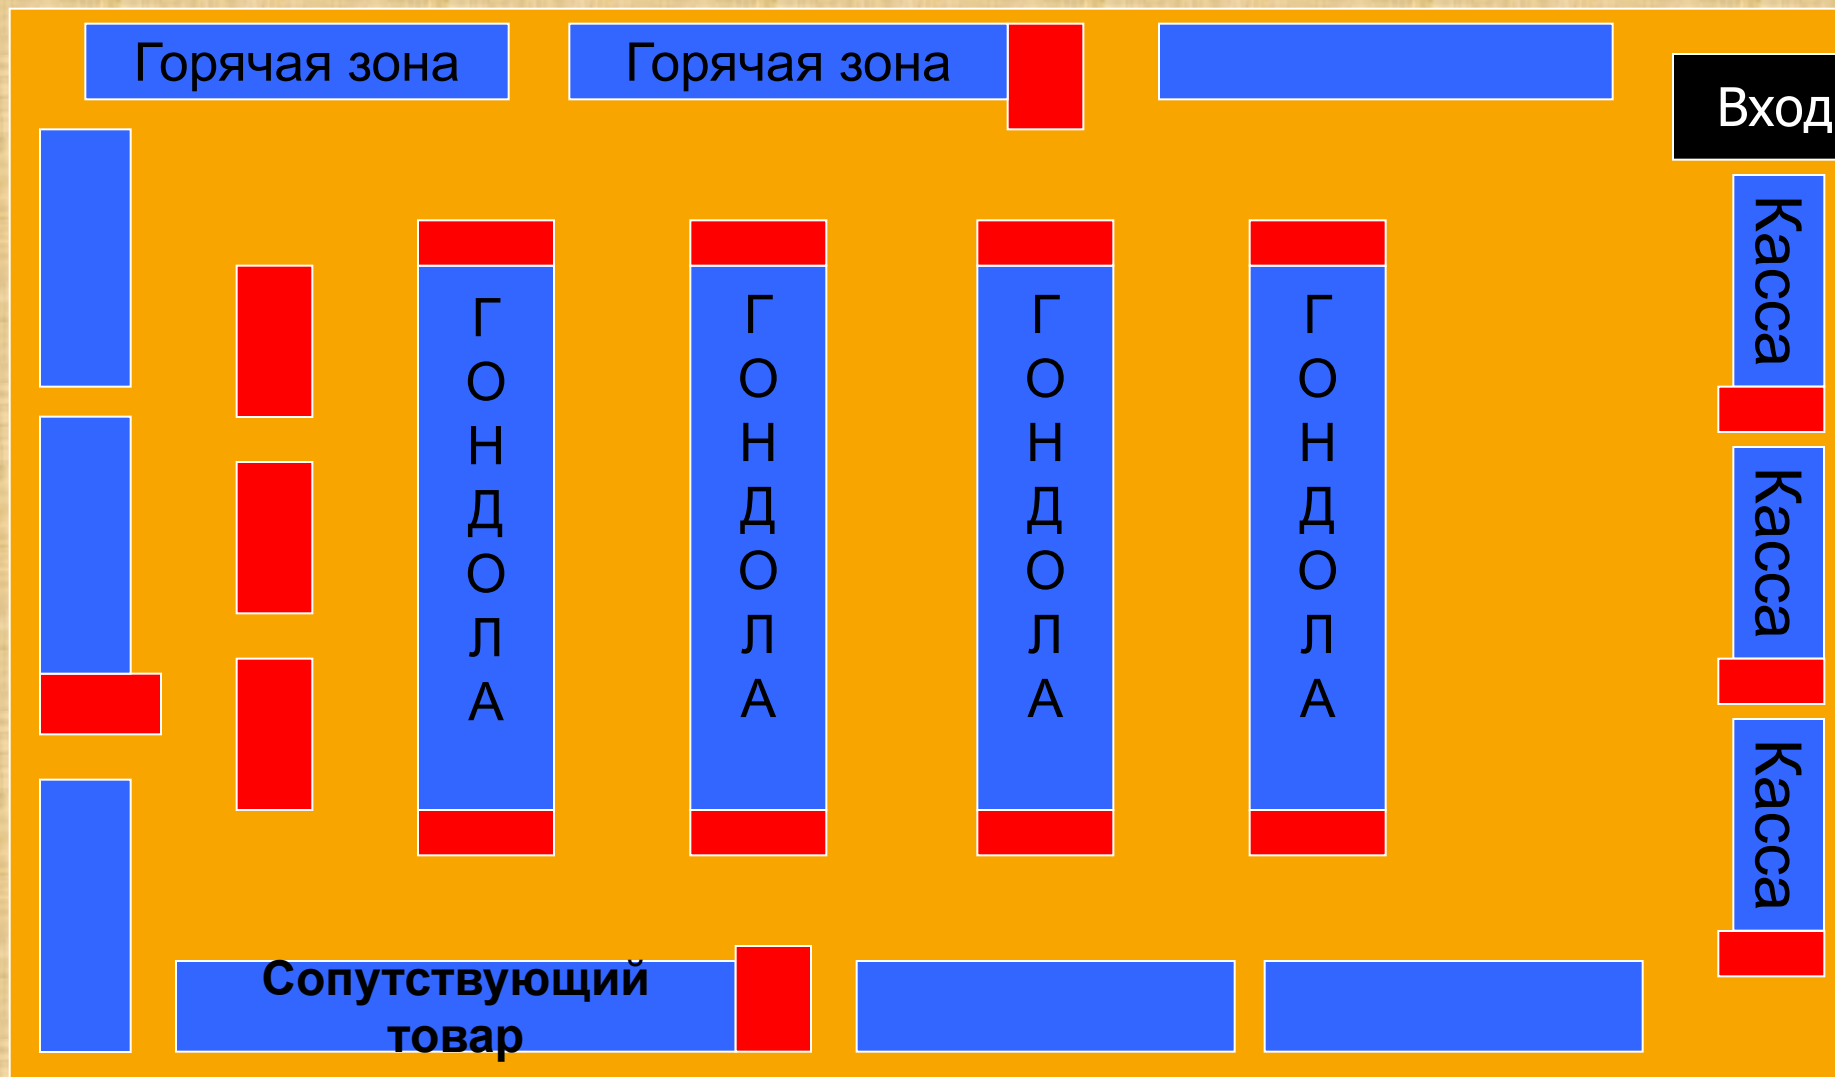 Горячая зона
Горячая зона
Вход
ГОНДОЛА
ГОНДОЛА
ГОНДОЛА
ГОНДОЛА
Касса
Касса
Касса
Сопутствующий
товар